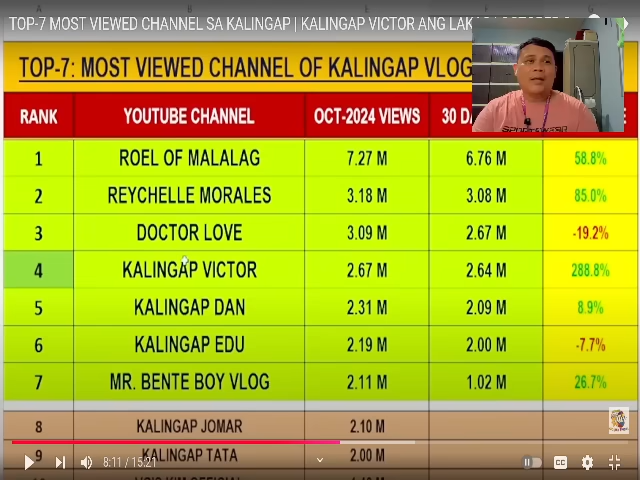 TOP-7 MOST VIEWED CHANNEL SA KALINGAP | KALINGAP VICTOR ANG LAK
TOP-7: MOST VIEWED CHANNEL OF KALINGAP VLOG
RANK YOUTUBE CHANNEL OCT-2024 VIEWS 30 DA
1 ROEL OF MALALAG 7.27 M 6.76 M 58.8%
2 REYCHELLE MORALES 3.18 M 3.08 M 85.0%
3 DOCTOR LOVE 3.09 M 2.67 M -19.2%
4 KALINGAP VICTOR 2.67 M 2.64 M 288.8%
5 KALINGAP DAN 2.31 M 2.09 M 8.9%
6 KALINGAP EDU 2.19 M 2.00 M -7.7%
7 MR. BENTE BOY VLOG 2.11 M 1.02 M 26.7%
8 KALINGAP JOMAR 2.10 M
9 KALINGAP TATA 2.00 M
8:11 / 15:21 CC